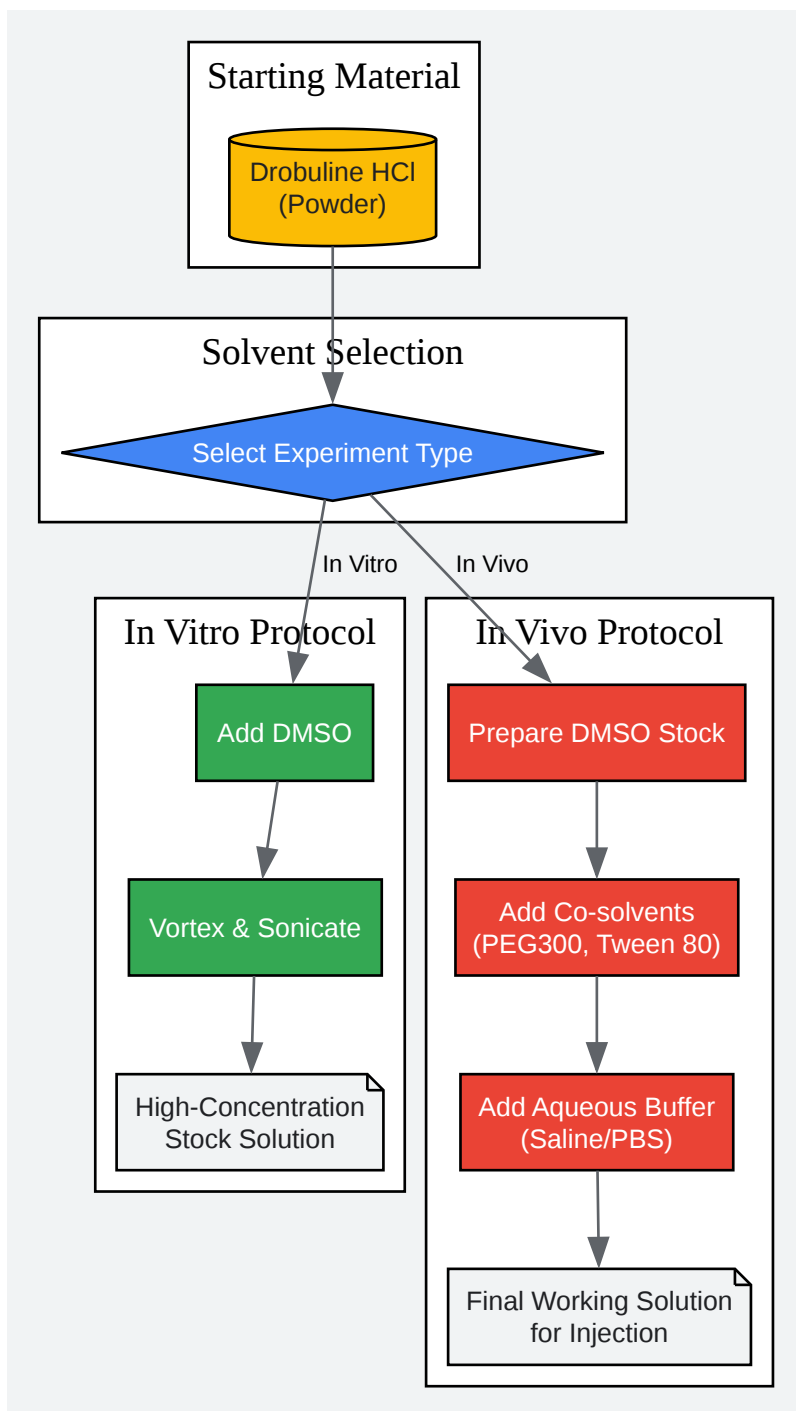 Starting Material
Drobuline HCl
(Powder)
Solvent Selection
Select Experiment Type
In Vitro
In Vivo
In Vitro Protocol
Add DMSO
Vortex & Sonicate
High-Concentration
Stock Solution
In Vivo Protocol
Prepare DMSO Stock
Add Co-solvents
(PEG300, Tween 80)
Add Aqueous Buffer
(Saline/PBS)
Final Working Solution
for Injection